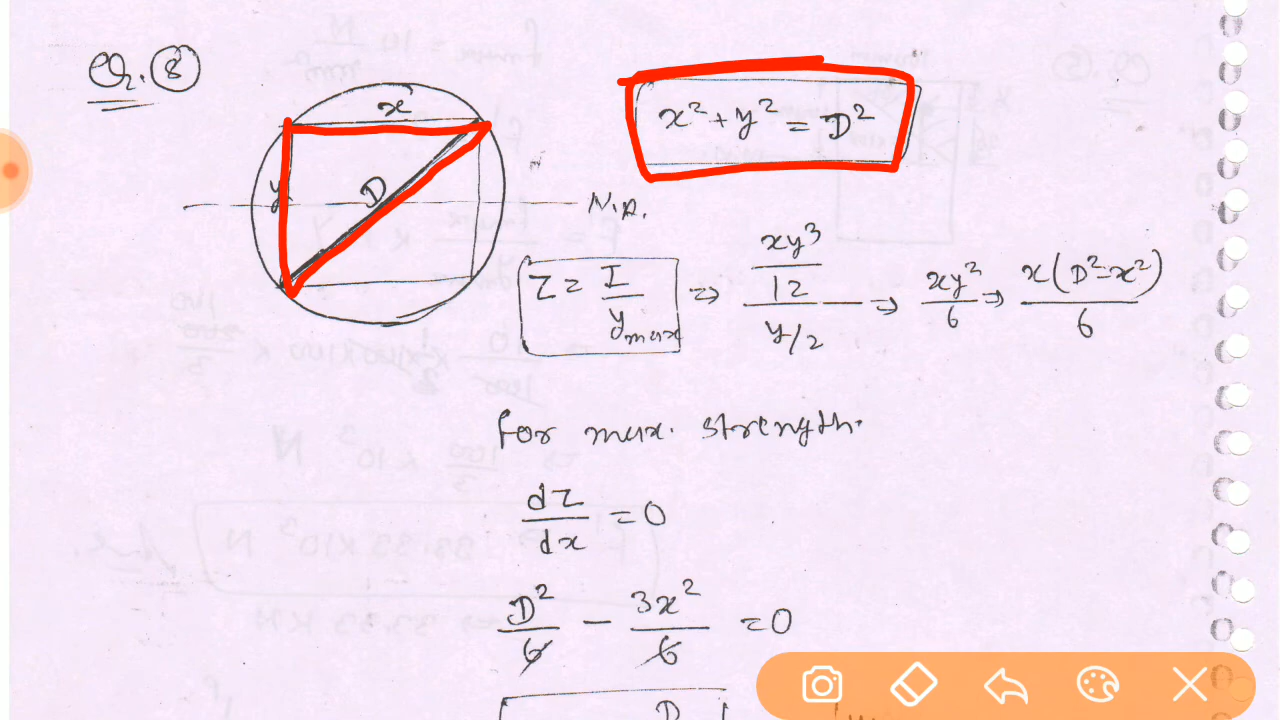 Q. 8
x
x² + y² = D²
y
D
N.A.
Z = I / ymax ⇒ (xy³ / 12) / (y/2) ⇒ xy² / 6 ⇒ x(D² - x²) / 6
for max. strength.
dZ / dx = 0
D² / 6 - 3x² / 6 = 0
D